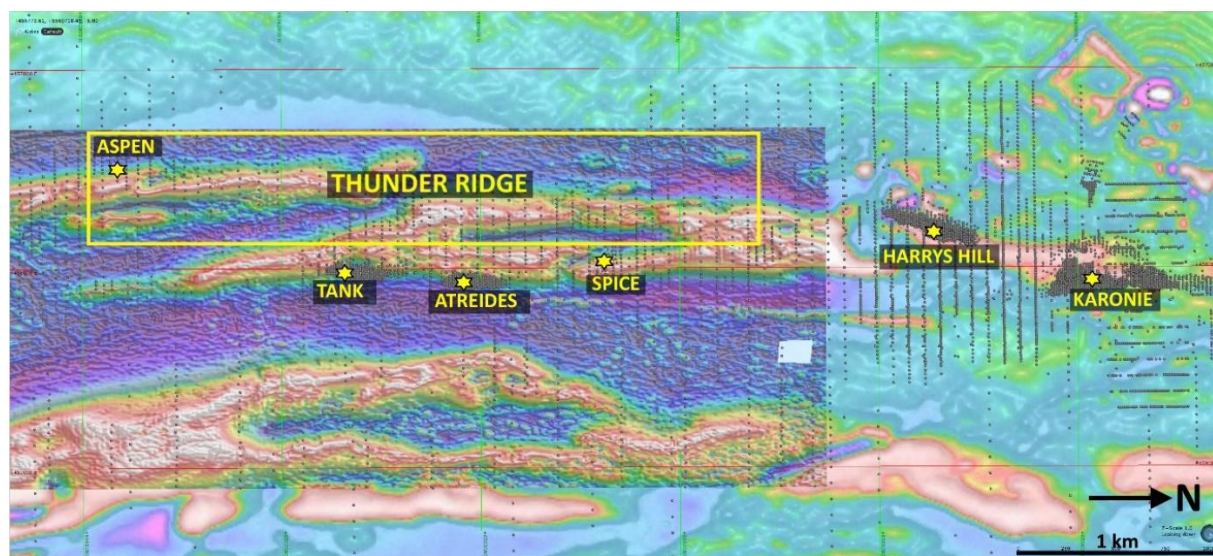 ASPEN
THUNDER RIDGE
HARRYS HILL
SPICE
TANK
ATREIDES
KARONIE
N
1 km